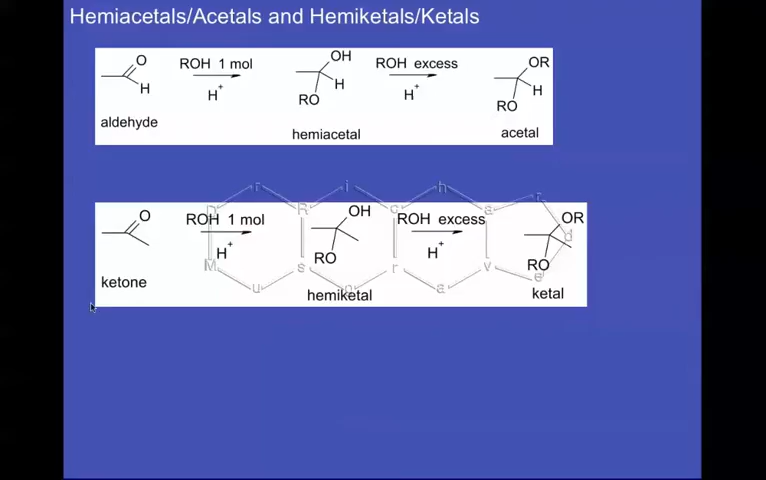 Hemiacetals/Acetals and Hemiketals/Ketals
O
H
aldehyde
ROH 1 mol
H+
OH
H
RO
hemiacetal
ROH excess
H+
OR
H
RO
acetal
O
ketone
ROH 1 mol
H+
OH
RO
hemiketal
ROH excess
H+
OR
RO
ketal